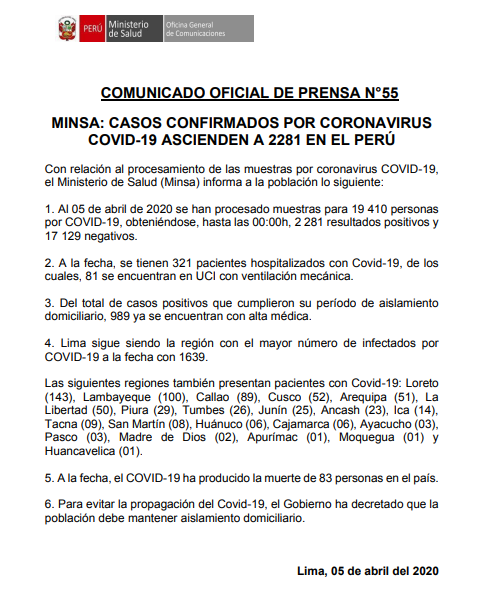 PERÚ
Ministerio
de Salud
Oficina General
de Comunicaciones
COMUNICADO OFICIAL DE PRENSA N°55
MINSA: CASOS CONFIRMADOS POR CORONAVIRUS
COVID-19 ASCIENDEN A 2281 EN EL PERÚ
Con relación al procesamiento de las muestras por coronavirus COVID-19,
el Ministerio de Salud (Minsa) informa a la población lo siguiente:
1. Al 05 de abril de 2020 se han procesado muestras para 19 410 personas
por COVID-19, obteniéndose, hasta las 00:00h, 2 281 resultados positivos y
17 129 negativos.
2. A la fecha, se tienen 321 pacientes hospitalizados con Covid-19, de los
cuales, 81 se encuentran en UCI con ventilación mecánica.
3. Del total de casos positivos que cumplieron su período de aislamiento
domiciliario, 989 ya se encuentran con alta médica.
4. Lima sigue siendo la región con el mayor número de infectados por
COVID-19 a la fecha con 1639.
Las siguientes regiones también presentan pacientes con Covid-19: Loreto
(143), Lambayeque (100), Callao (89), Cusco (52), Arequipa (51), La
Libertad (50), Piura (29), Tumbes (26), Junín (25), Ancash (23), Ica (14),
Tacna (09), San Martín (08), Huánuco (06), Cajamarca (06), Ayacucho (03),
Pasco (03), Madre de Dios (02), Apurímac (01), Moquegua (01) y
Huancavelica (01).
5. A la fecha, el COVID-19 ha producido la muerte de 83 personas en el país.
6. Para evitar la propagación del Covid-19, el Gobierno ha decretado que la
población debe mantener aislamiento domiciliario.
Lima, 05 de abril del 2020